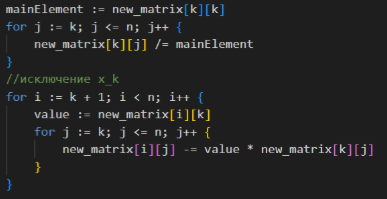 mainElement := new_matrix[k][k]
for j := k; j <= n; j++ {
    new_matrix[k][j] /= mainElement
}
//исключение x_k
for i := k + 1; i < n; i++ {
    value := new_matrix[i][k]
    for j := k; j <= n; j++ {
        new_matrix[i][j] -= value * new_matrix[k][j]
    }
}